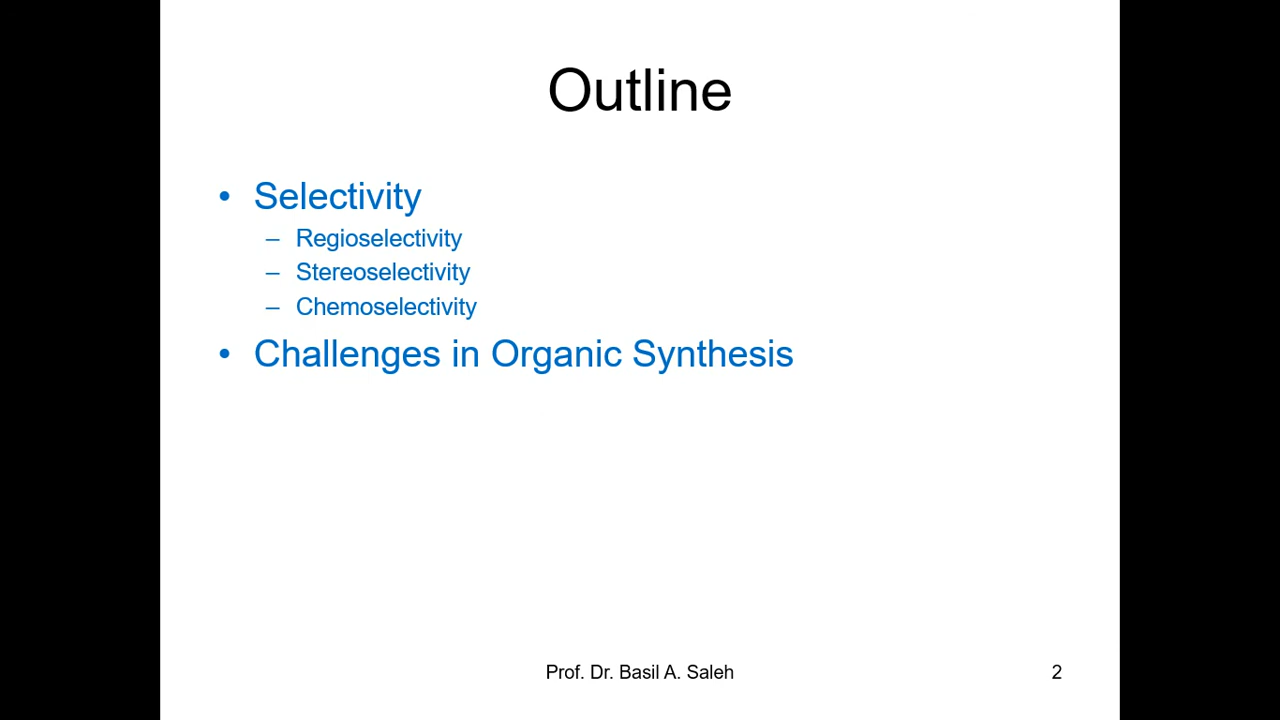 Outline
• Selectivity
– Regioselectivity
– Stereoselectivity
– Chemoselectivity
• Challenges in Organic Synthesis
Prof. Dr. Basil A. Saleh
2